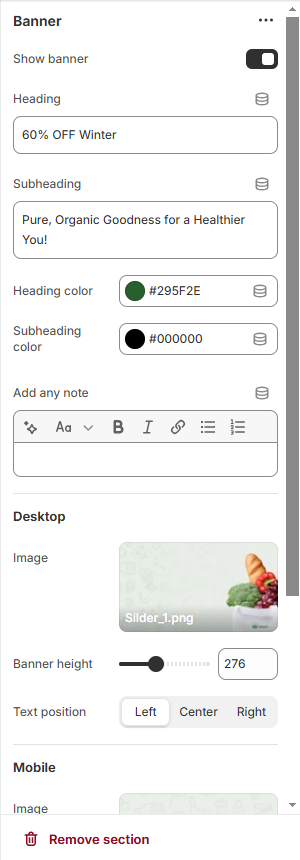 Banner
Show banner
Heading
60% OFF Winter
Subheading
Pure, Organic Goodness for a Healthier
You!
Heading color
#295F2E
Subheading
color
#000000
Add any note
Aa
B
I
Desktop
Image
Silder_1.png
Banner height
276
Text position
Left Center Right
Mobile
Image
Remove section